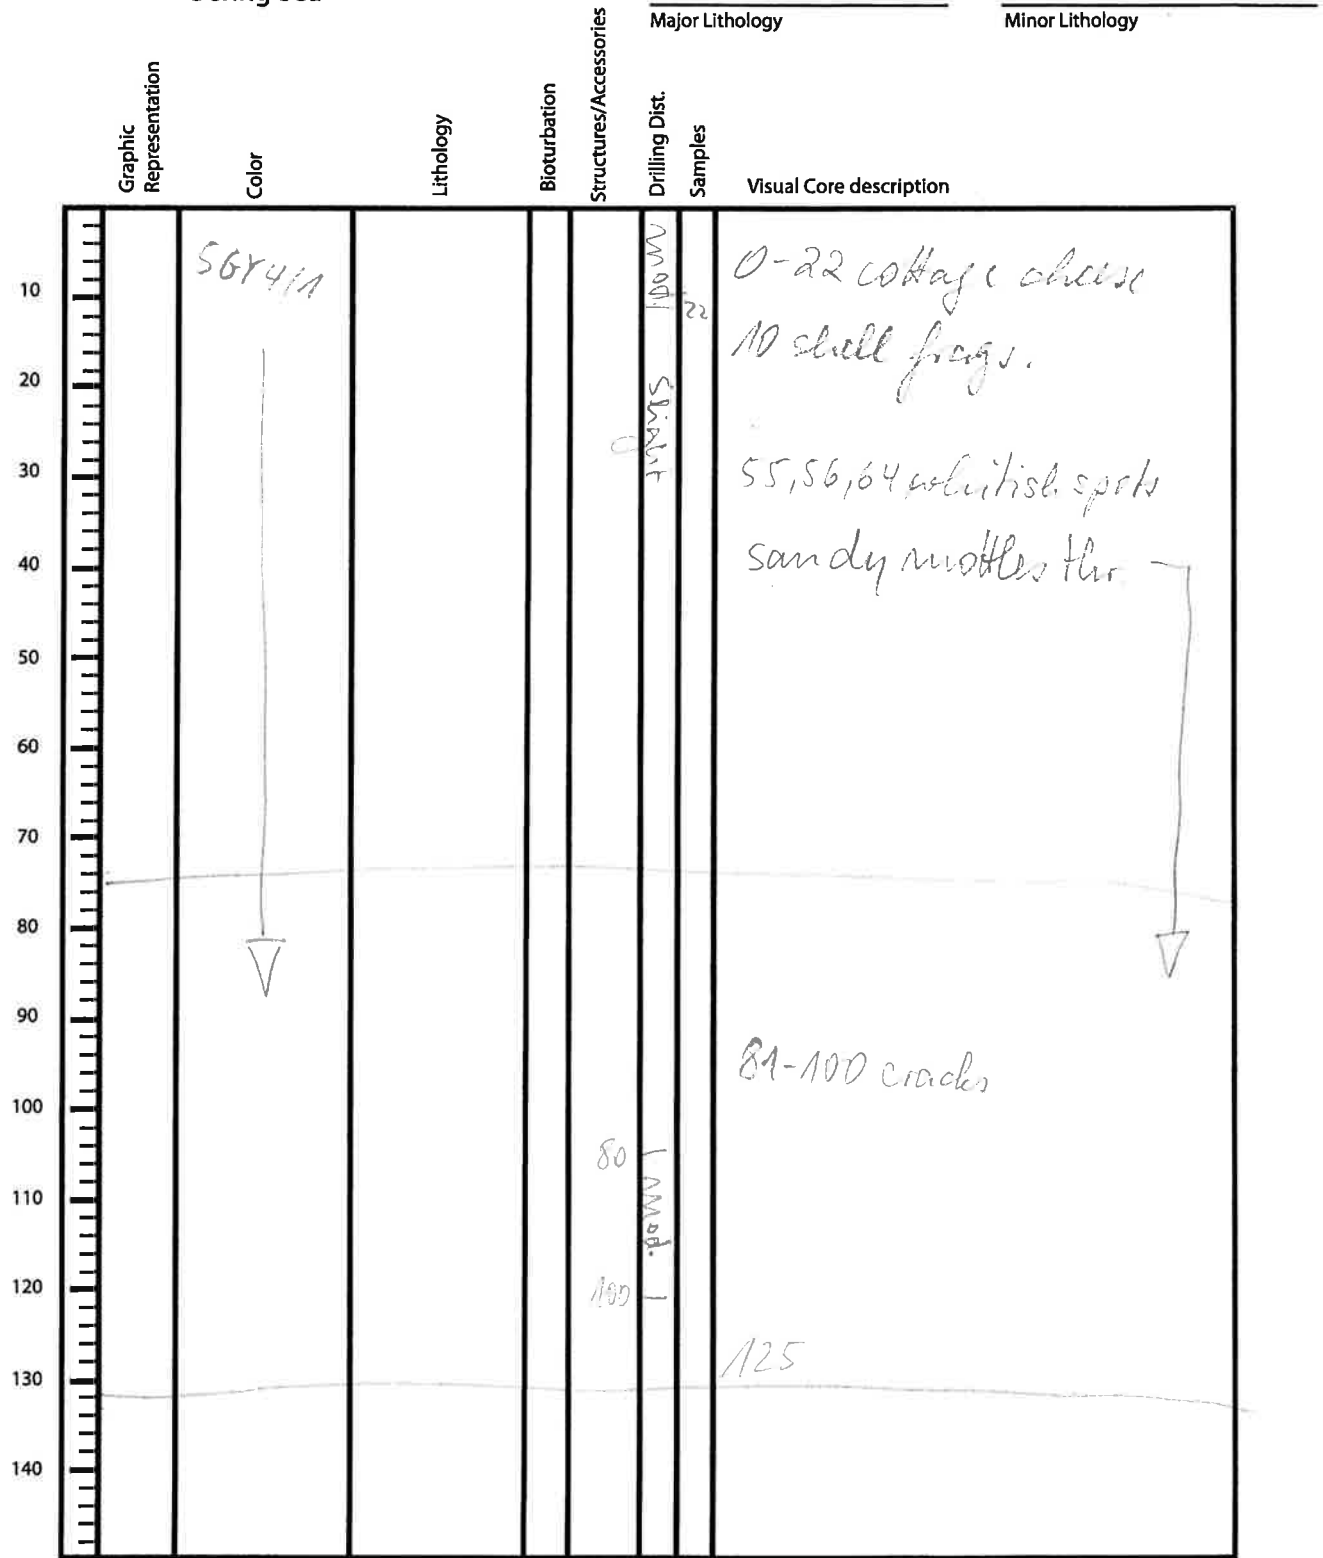 Major Lithology
Minor Lithology
Graphic
Representation
Color
Lithology
Bioturbation
Structures/Accessories
Drilling Dist.
Samples
Visual Core description
10
20
30
40
50
60
70
80
90
100
110
120
130
140
5GY4/1
Mod.
22
Slight
0-22 cottage cheese
10 shell frags.
55,56,64 whitish spots
sandy mottles thr
81-100 cracks
80
Mod.
100
125